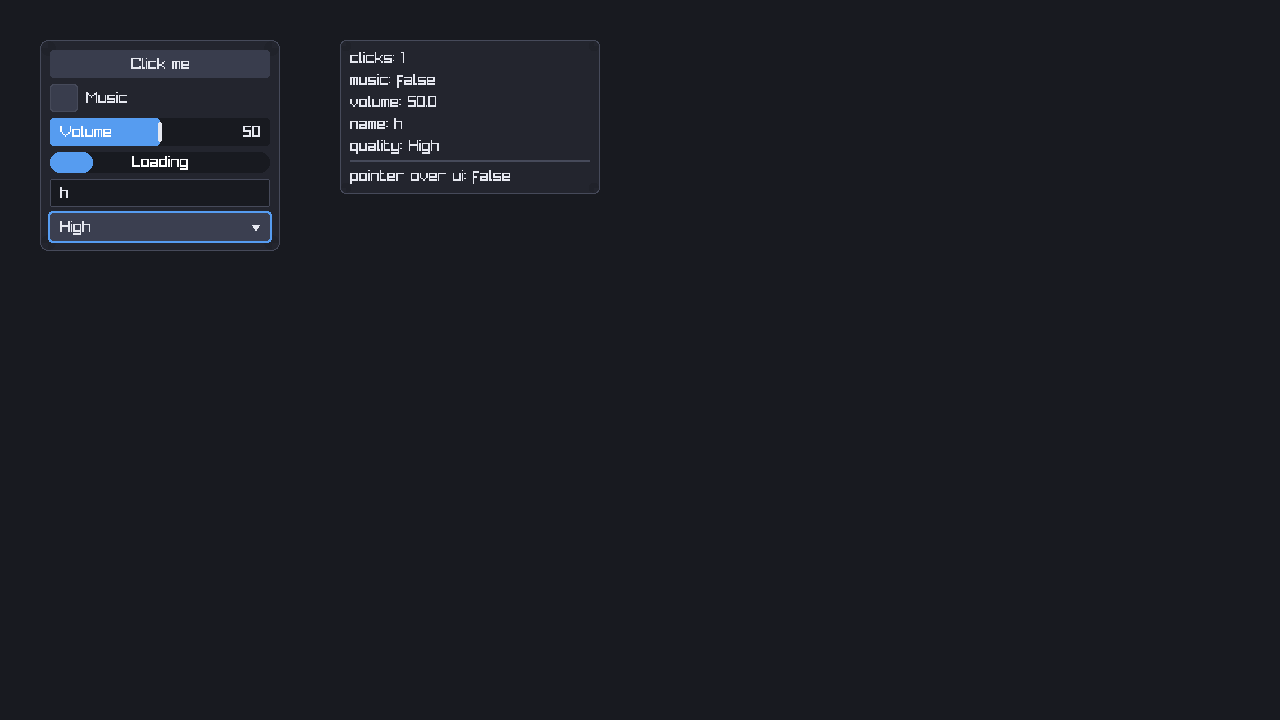 Click me
Music
Volume 50
Loading
h
High
clicks: 1
music: False
volume: 50.0
name: h
quality: High
pointer over ui: False